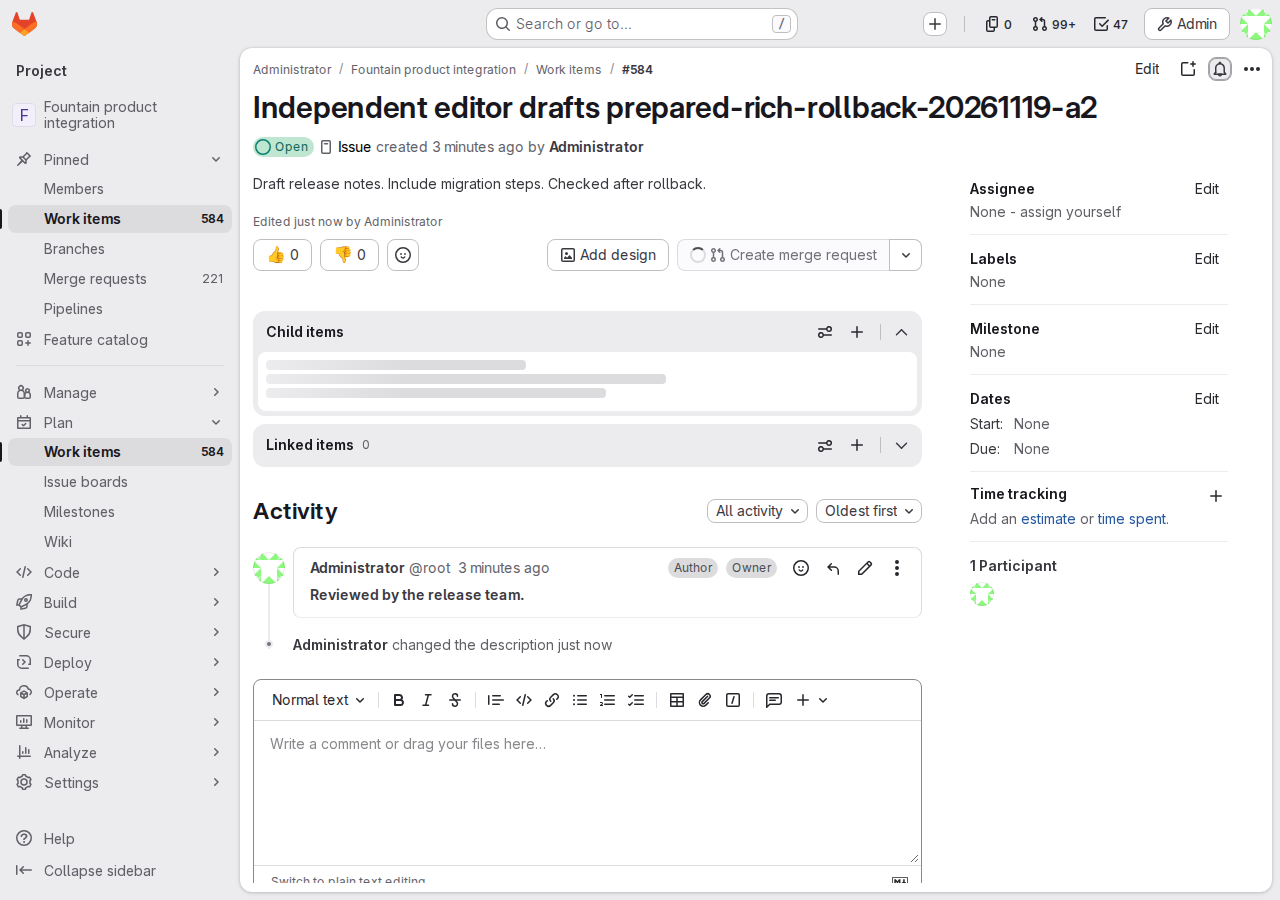 Search or go to...
/
0
99+
47
Admin
Project
F
Fountain product integration
Pinned
Members
Work items 584
Branches
Merge requests 221
Pipelines
Feature catalog
Manage
Plan
Work items 584
Issue boards
Milestones
Wiki
Code
Build
Secure
Deploy
Operate
Monitor
Analyze
Settings
Help
Collapse sidebar
Administrator / Fountain product integration / Work items / #584
Edit
Independent editor drafts prepared-rich-rollback-20261119-a2
Open Issue created 3 minutes ago by Administrator
Draft release notes. Include migration steps. Checked after rollback.
Edited just now by Administrator
👍 0 👎 0
Add design
Create merge request
Child items
Linked items 0
Activity
All activity
Oldest first
Administrator @root 3 minutes ago Author Owner
Reviewed by the release team.
Administrator changed the description just now
Normal text
Write a comment or drag your files here…
Switch to plain text editing
Assignee Edit
None - assign yourself
Labels Edit
None
Milestone Edit
None
Dates Edit
Start: None
Due: None
Time tracking
Add an estimate or time spent.
1 Participant